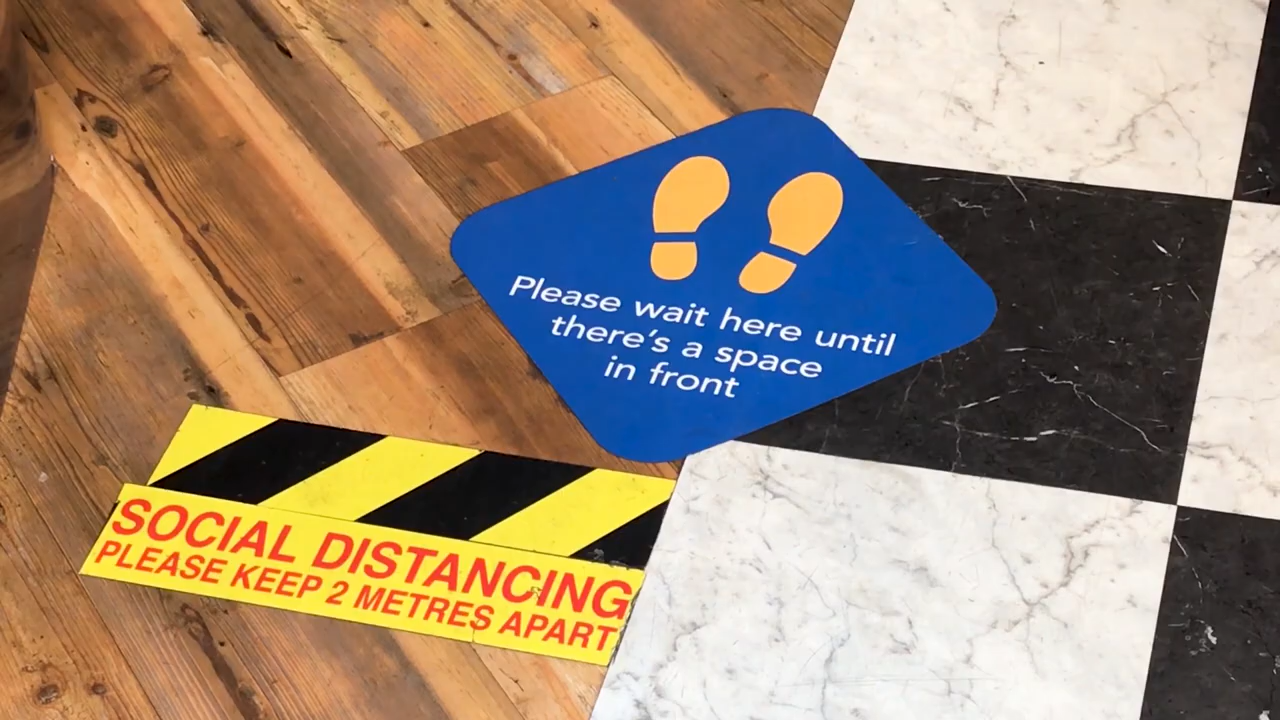 Please wait here until
there's a space
in front
SOCIAL DISTANCING
PLEASE KEEP 2 METRES APART